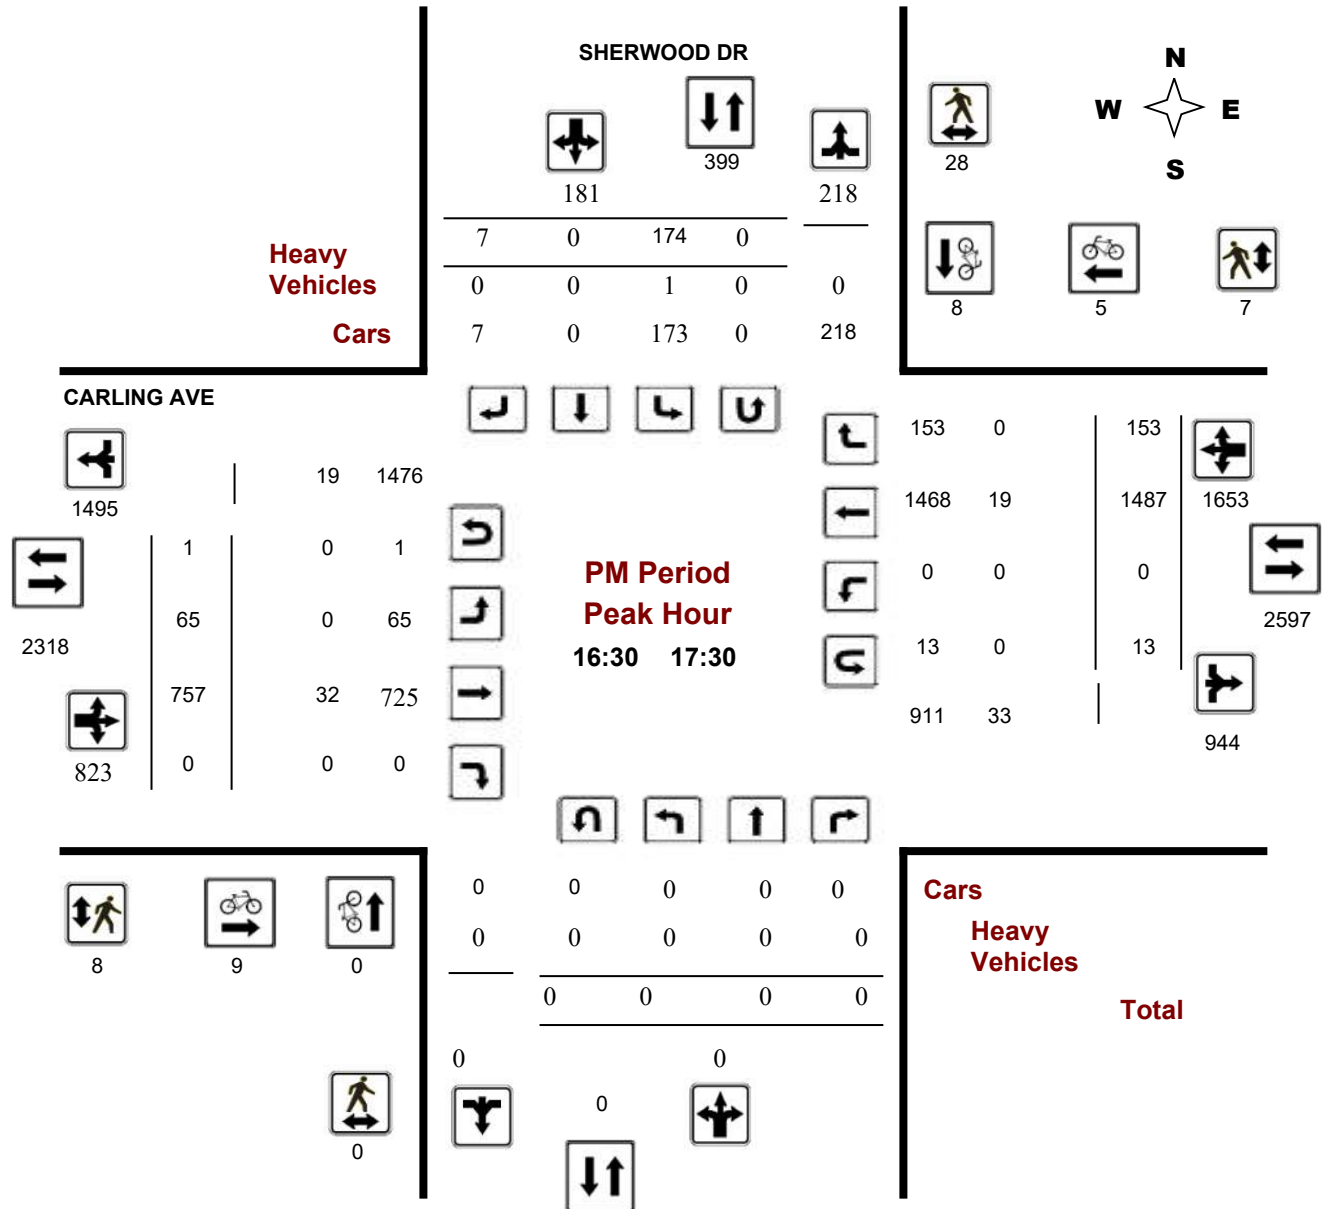 SHERWOOD DR
N
W E
S
399
28
181
218
7 0 174 0
Heavy
Vehicles
0 0 1 0 0
8 5 7
Cars
7 0 173 0 218
CARLING AVE
153 0 153
19 1476
1495
1468 19 1487 1653
1 0 1
PM Period
Peak Hour
0 0 0
65 0 65
2318
2597
16:30 17:30
13 0 13
757 32 725
911 33
944
823
0 0 0
0 0 0 0 0
Cars
0 0 0 0 0
Heavy
Vehicles
8 9 0
0 0 0 0
Total
0 0
0
0